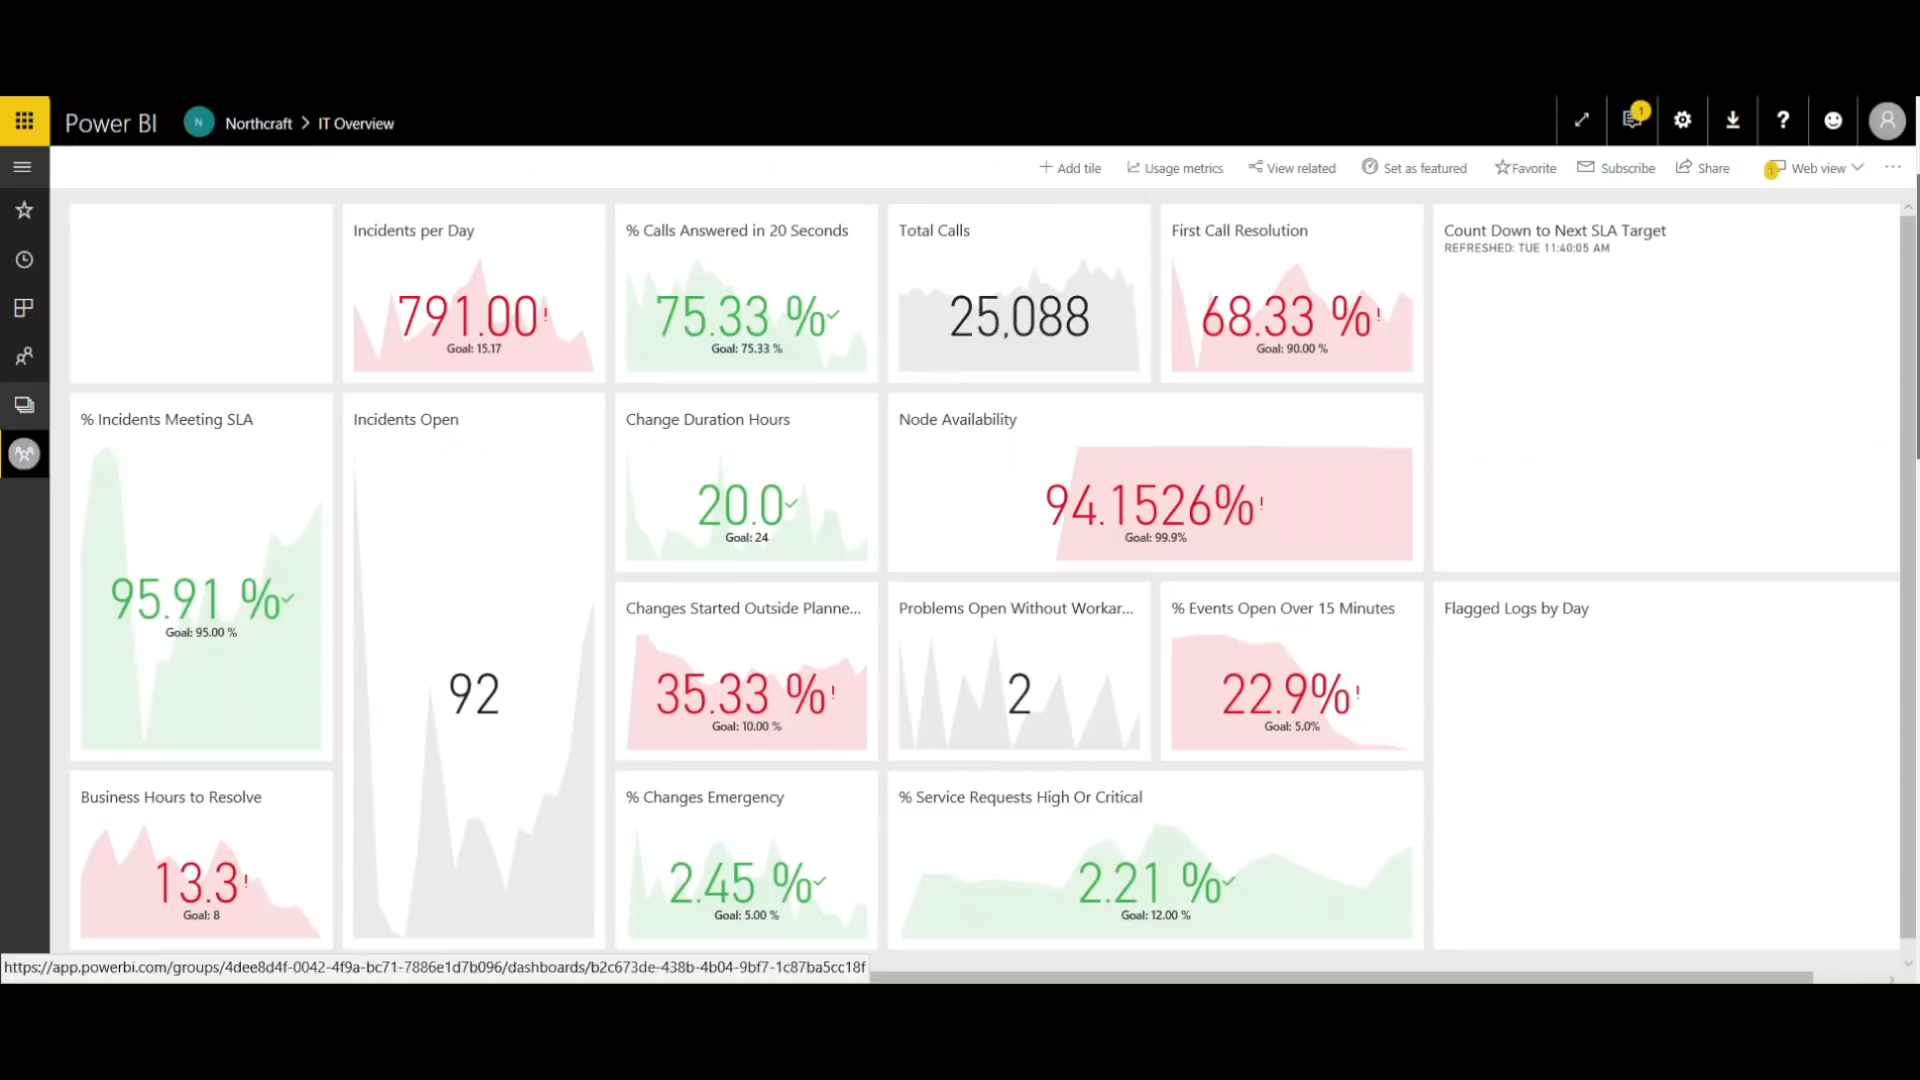 Power BI
N
Northcraft > IT Overview
1
?
+ Add tile
Usage metrics
View related
Set as featured
Favorite
Subscribe
Share
1
Web view
...
Incidents per Day
791.00!
Goal: 15.17
% Calls Answered in 20 Seconds
75.33 %
Goal: 75.33 %
Total Calls
25,088
First Call Resolution
68.33 %!
Goal: 90.00 %
Count Down to Next SLA Target
REFRESHED: TUE 11:40:05 AM
% Incidents Meeting SLA
95.91 %
Goal: 95.00 %
Incidents Open
92
Change Duration Hours
20.0
Goal: 24
Node Availability
94.1526%!
Goal: 99.9%
Changes Started Outside Planne...
35.33 %!
Goal: 10.00 %
Problems Open Without Workar...
2
% Events Open Over 15 Minutes
22.9%!
Goal: 5.0%
Flagged Logs by Day
Business Hours to Resolve
13.3!
Goal: 8
% Changes Emergency
2.45 %
Goal: 5.00 %
% Service Requests High Or Critical
2.21 %
Goal: 12.00 %
https://app.powerbi.com/groups/4dee8d4f-0042-4f9a-bc71-7886e1d7b096/dashboards/b2c673de-438b-4b04-9bf7-1c87ba5cc18f